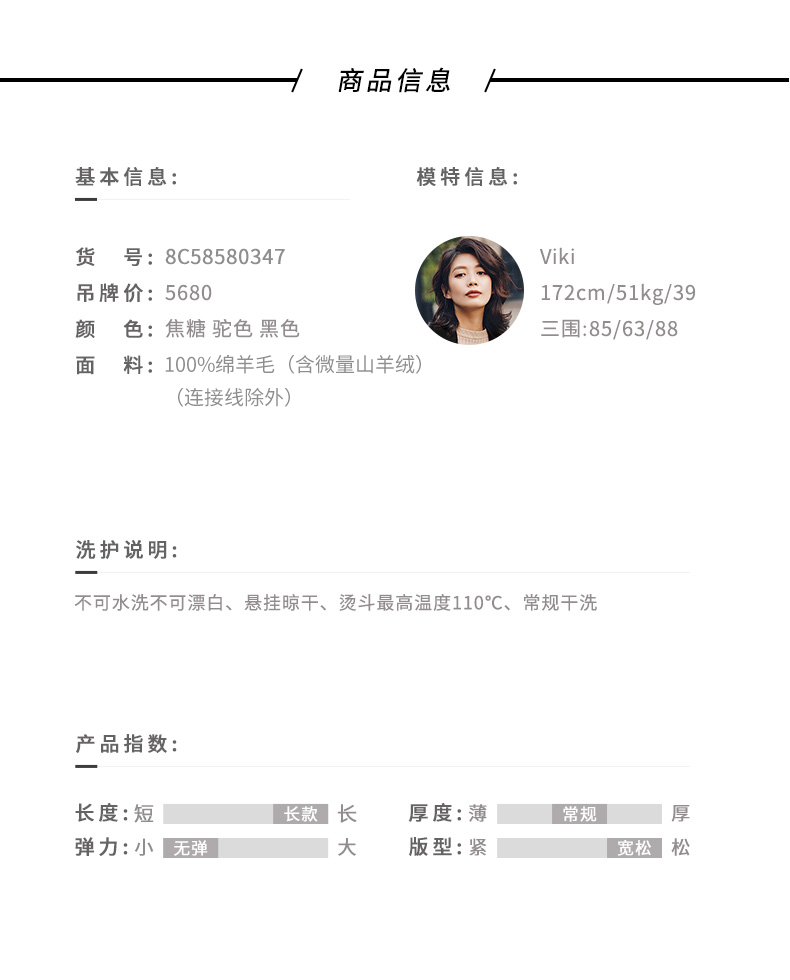 商品信息
基本信息:
货 号: 8C58580347
吊牌价: 5680
颜 色: 焦糖 驼色 黑色
面 料: 100%绵羊毛（含微量山羊绒）
（连接线除外）
模特信息:
Viki
172cm/51kg/39
三围:85/63/88
洗护说明:
不可水洗不可漂白、悬挂晾干、烫斗最高温度110℃、常规干洗
产品指数:
长度: 短 长款 长
厚度: 薄 常规 厚
弹力: 小 无弹 大
版型: 紧 宽松 松